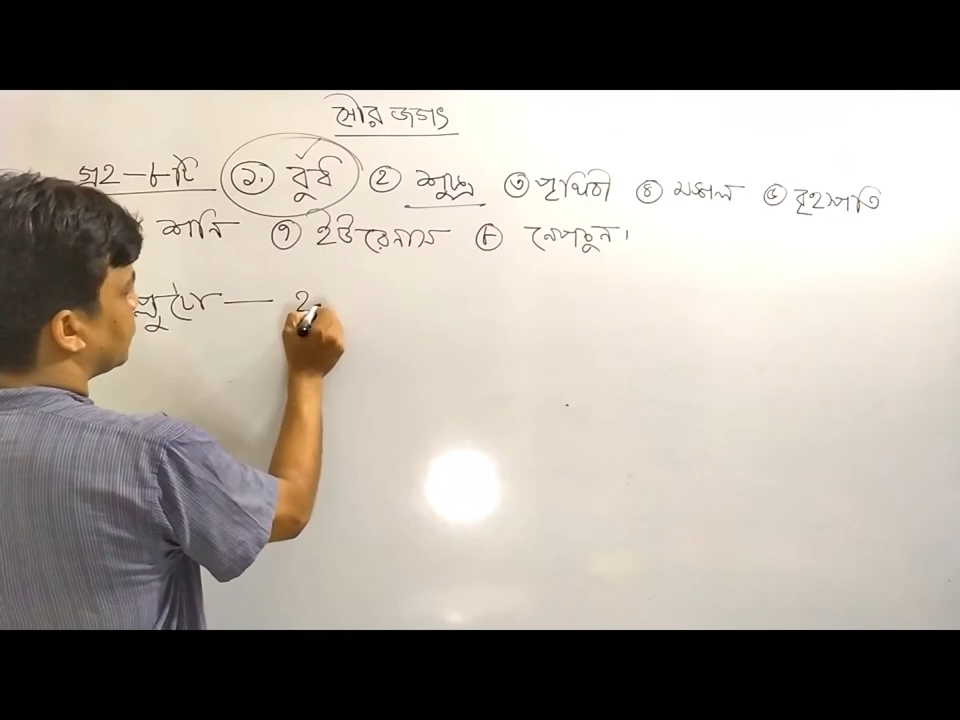 সৌর জগৎ
গ্রহ – ৮টি ১. বুধ ২ শুক্র ৩ পৃথিবী ৪ মঙ্গল ৫ বৃহস্পতি
শনি ৭ ইউরেনাস ৮ নেপচুন।
প্লুটো — ২